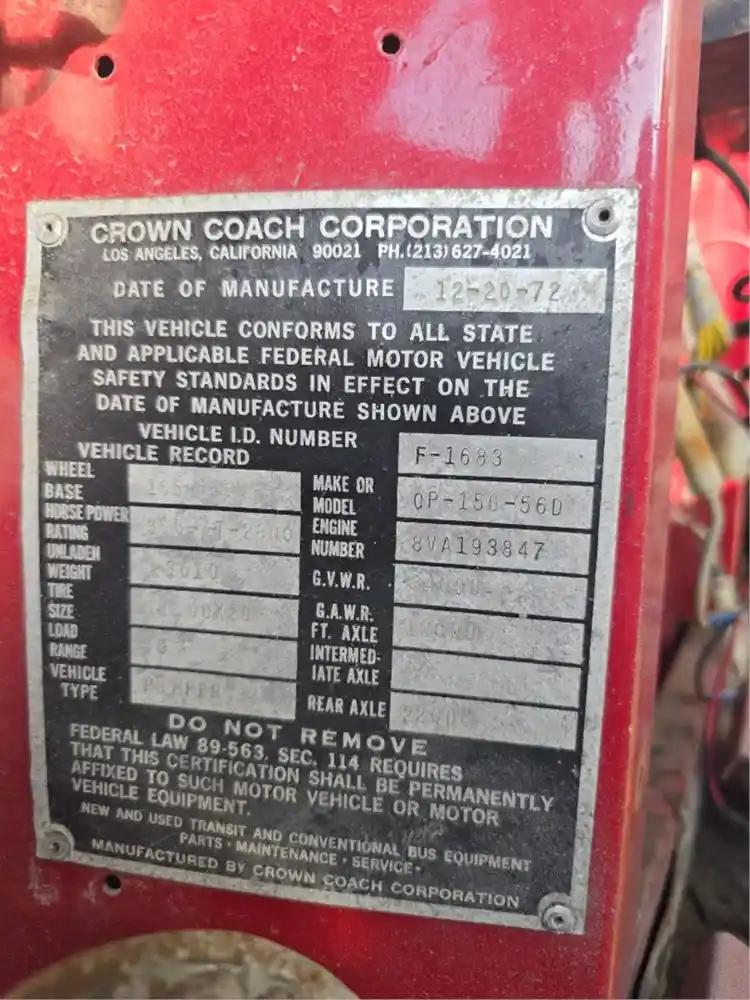 CROWN COACH CORPORATION
LOS ANGELES, CALIFORNIA 90021 PH.(213)627-4021
DATE OF MANUFACTURE 12-20-72
THIS VEHICLE CONFORMS TO ALL STATE
AND APPLICABLE FEDERAL MOTOR VEHICLE
SAFETY STANDARDS IN EFFECT ON THE
DATE OF MANUFACTURE SHOWN ABOVE
VEHICLE I.D. NUMBER F-1683
VEHICLE RECORD
WHEEL
BASE
HORSE POWER
RATING
UNLADEN
WEIGHT
TIRE
SIZE
LOAD
RANGE
VEHICLE
TYPE PUMPER
MAKE OR
MODEL
ENGINE
NUMBER 8VA193847
G.V.W.R.
G.A.W.R.
FT. AXLE
INTERMED-
IATE AXLE
REAR AXLE
DO NOT REMOVE
FEDERAL LAW 89-563, SEC. 114 REQUIRES
THAT THIS CERTIFICATION SHALL BE PERMANENTLY
AFFIXED TO SUCH MOTOR VEHICLE OR MOTOR
VEHICLE EQUIPMENT.
NEW AND USED TRANSIT AND CONVENTIONAL BUS EQUIPMENT
PARTS · MAINTENANCE · SERVICE·
MANUFACTURED BY CROWN COACH CORPORATION